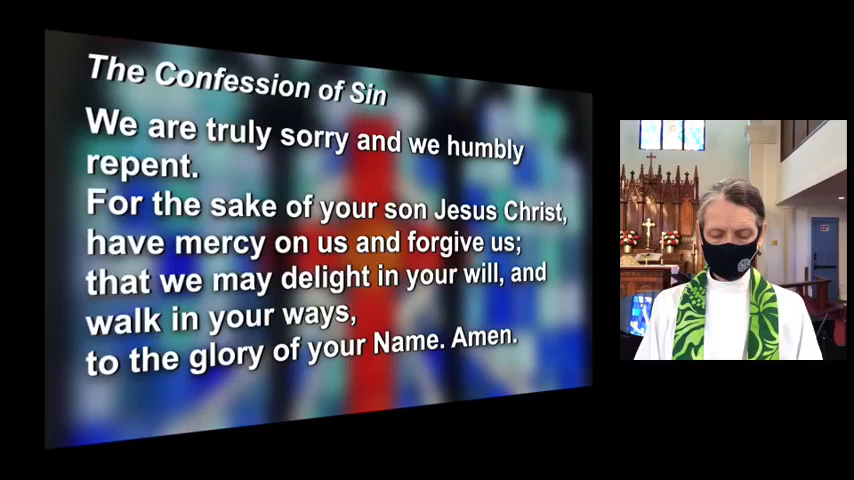 The Confession of Sin
We are truly sorry and we humbly
repent.
For the sake of your son Jesus Christ,
have mercy on us and forgive us;
that we may delight in your will, and
walk in your ways,
to the glory of your Name. Amen.